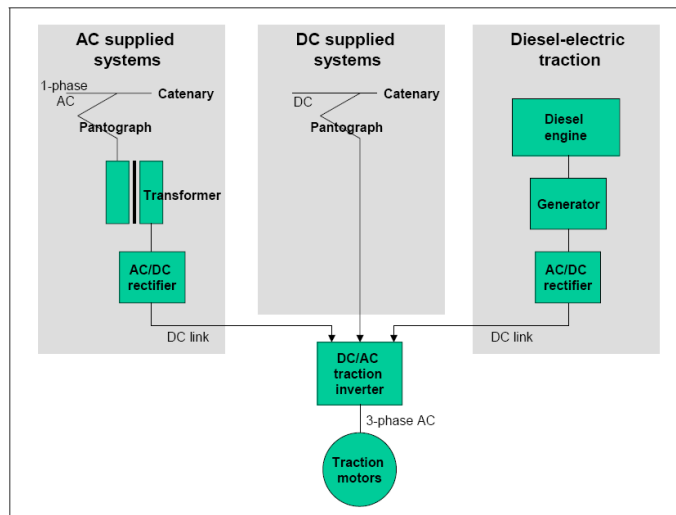 AC supplied
systems
1-phase
AC
Catenary
Pantograph
Transformer
AC/DC
rectifier
DC link
DC supplied
systems
DC
Catenary
Pantograph
Diesel-electric
traction
Diesel
engine
Generator
AC/DC
rectifier
DC link
DC/AC
traction
inverter
3-phase AC
Traction
motors